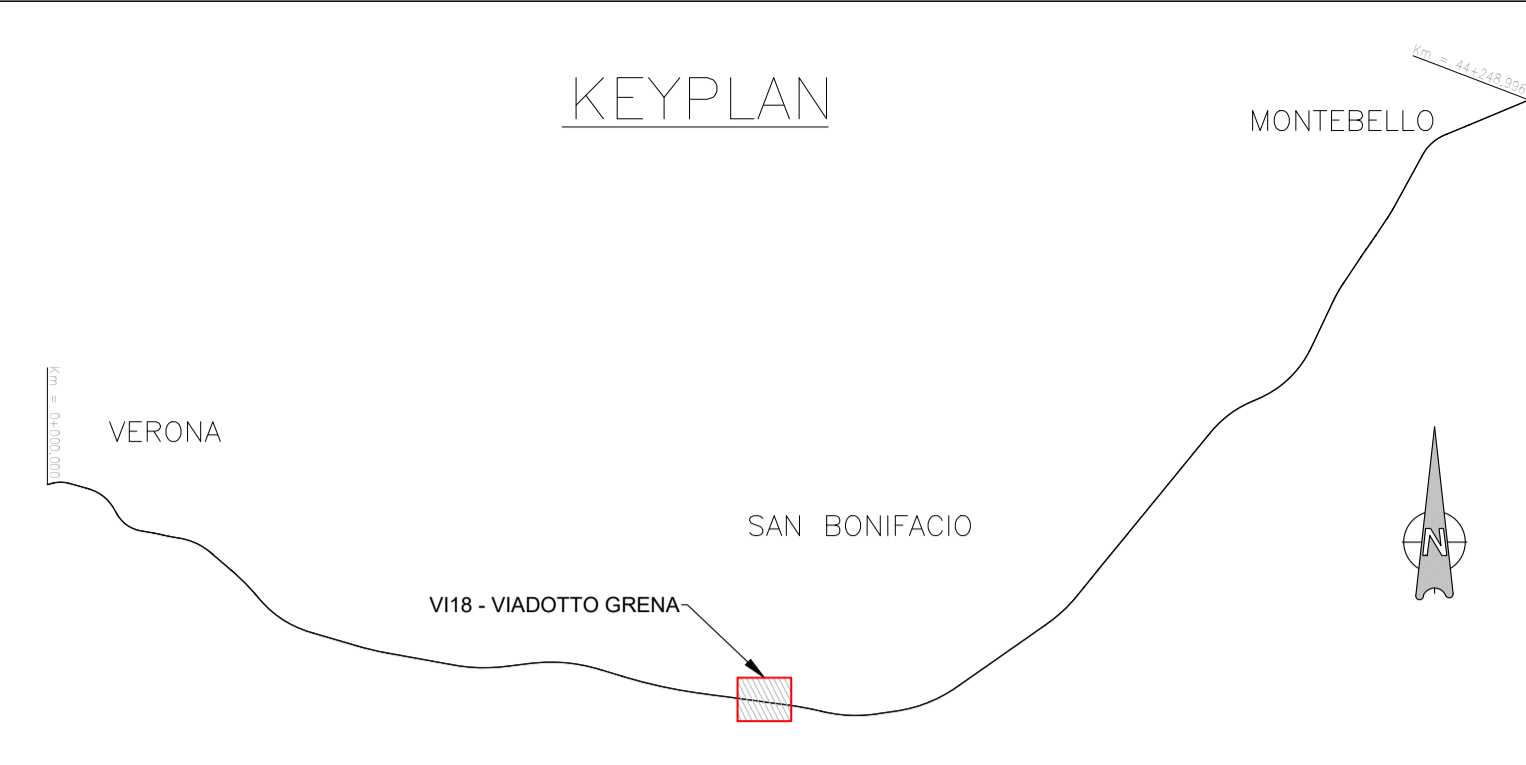 KEYPLAN
Km = 44+248.996
MONTEBELLO
Km = 0+000.000
VERONA
SAN BONIFACIO
N
VI18 - VIADOTTO GRENA